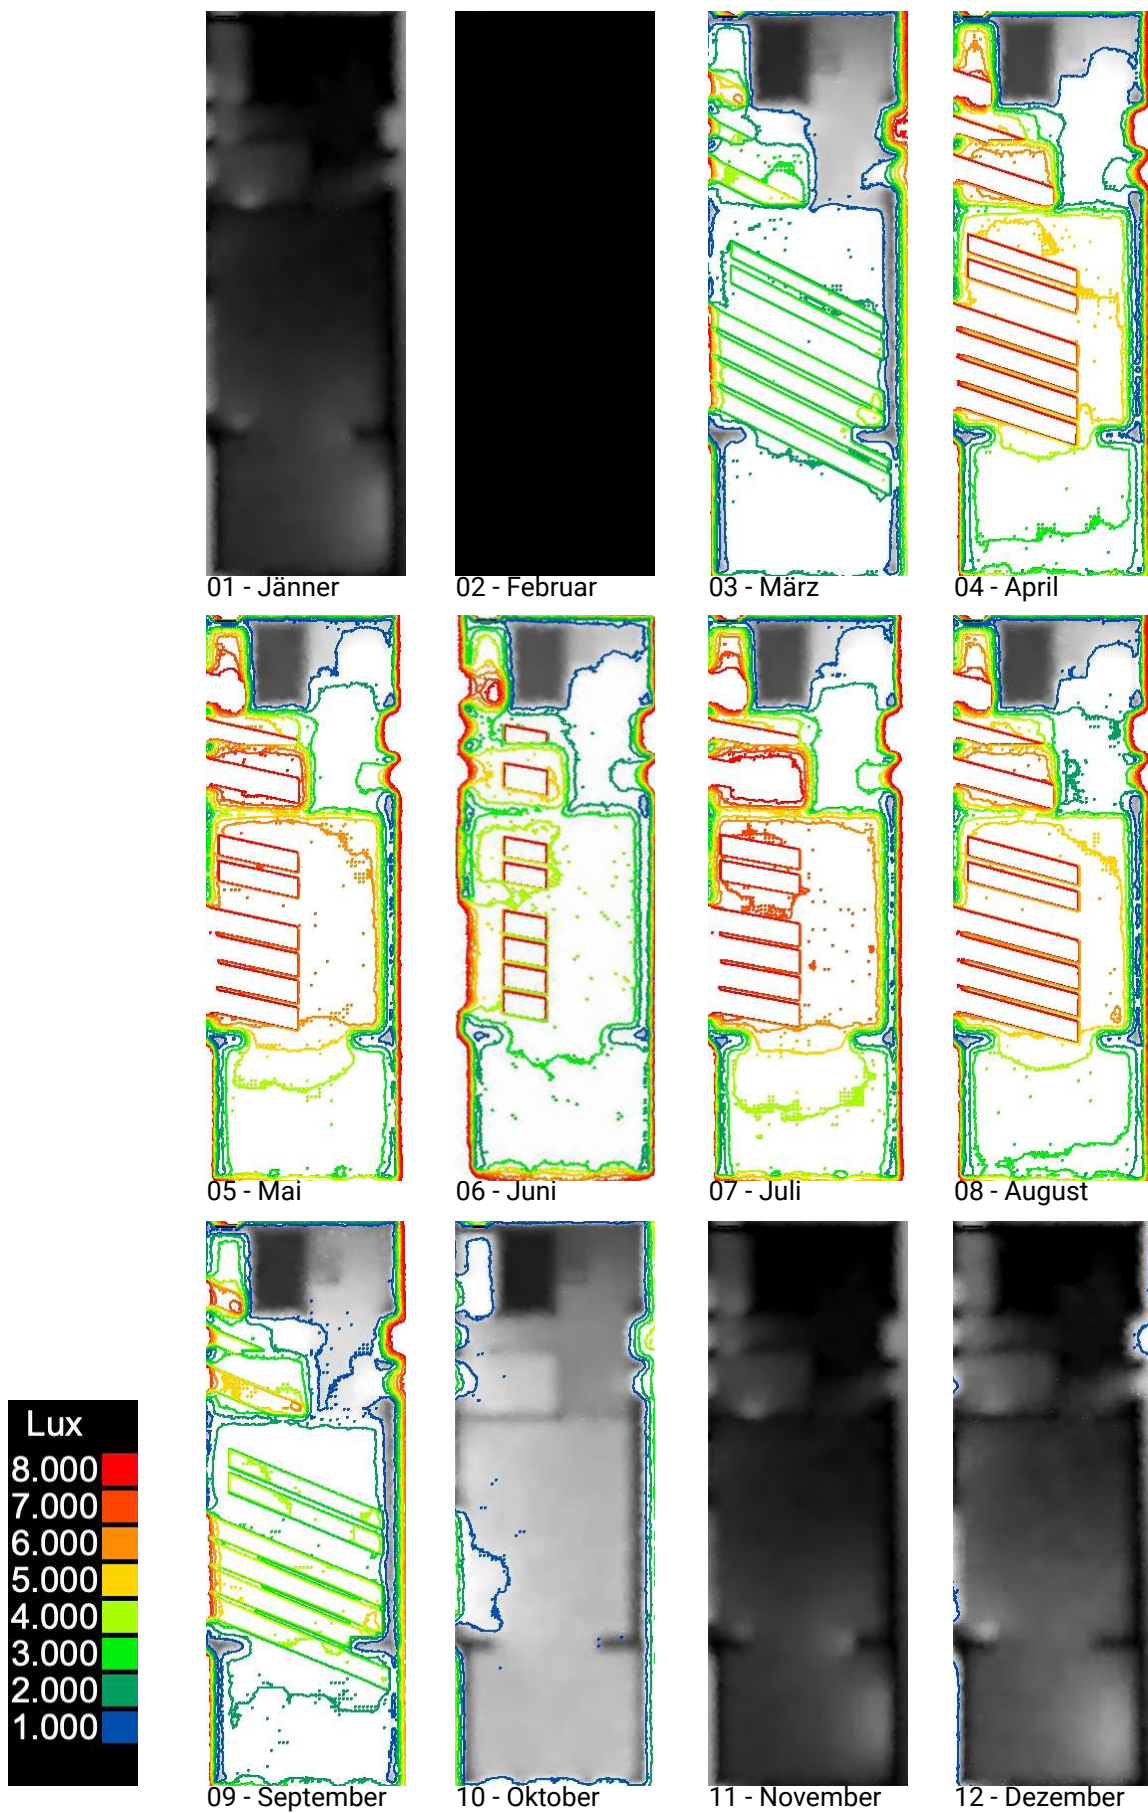 01 - Jänner
02 - Februar
03 - März
04 - April
05 - Mai
06 - Juni
07 - Juli
08 - August
Lux
8.000
7.000
6.000
5.000
4.000
3.000
2.000
1.000
09 - September
10 - Oktober
11 - November
12 - Dezember